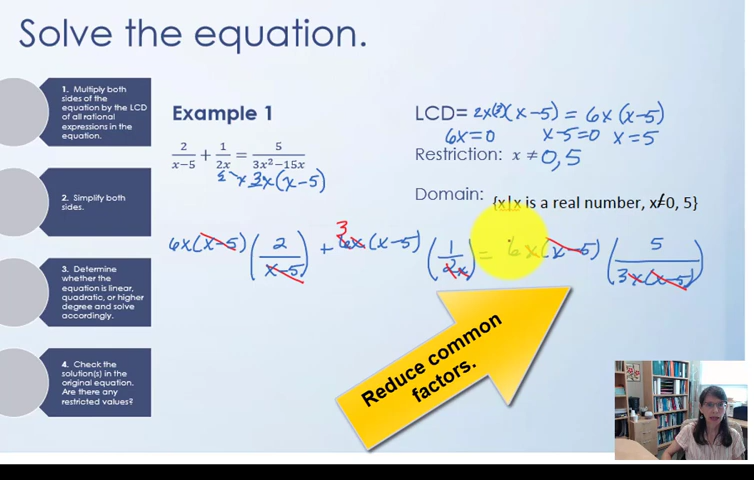 Solve the equation.
1. Multiply both
sides of the
equation by the LCD
of all rational
expressions in the
equation.
2. Simplify both
sides.
3. Determine
whether the
equation is linear,
quadratic, or higher
degree and solve
accordingly.
4. Check the
solution(s) in the
original equation.
Are there any
restricted values?
Example 1
2/(x−5) + 1/(2x) = 5/(3x²−15x)
2·x 3x(x−5)
LCD= 2x(3)(x−5) = 6x(x−5)
6x=0 x−5=0 x=5
Restriction: x ≠ 0, 5
Domain: {x|x is a real number, x≠0, 5}
6x(x−5)(2/(x−5)) + 3 6x(x−5)(1/(2x)) = 6x(x−5)(5/(3x(x−5)))
Reduce common
factors.